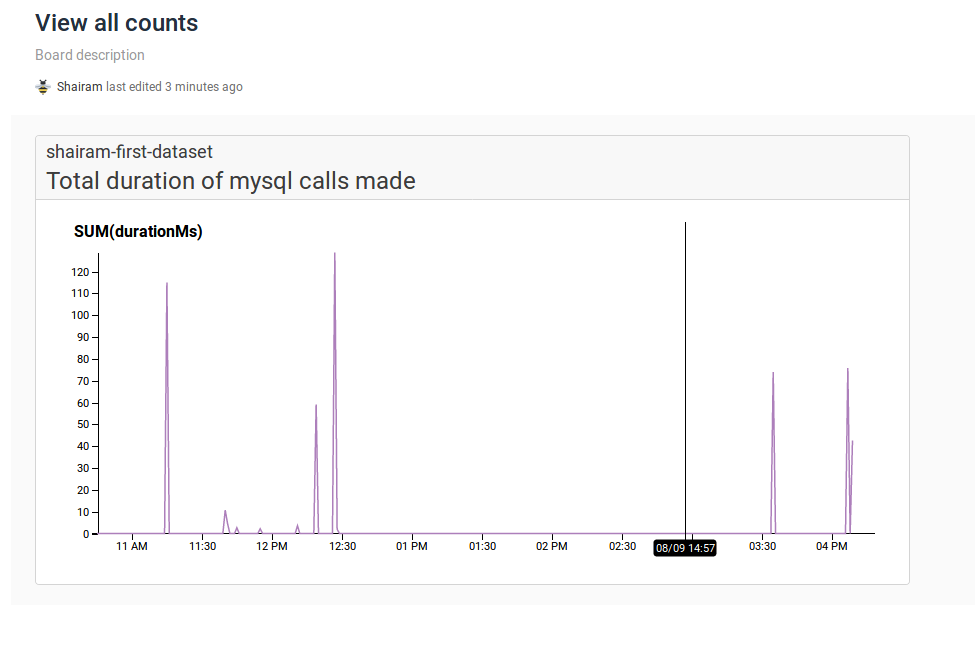 View all counts
Board description
Shairam last edited 3 minutes ago
shairam-first-dataset
Total duration of mysql calls made
SUM(durationMs)
120
110
100
90
80
70
60
50
40
30
20
10
0
11 AM 11:30 12 PM 12:30 01 PM 01:30 02 PM 02:30 08/09 14:57 03:30 04 PM